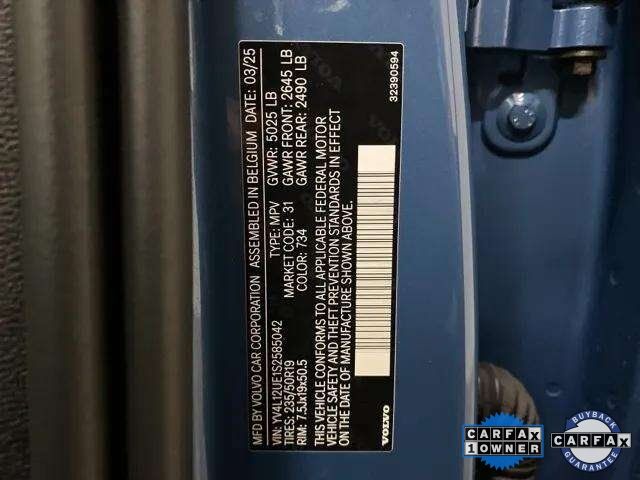 MFD BY VOLVO CAR CORPORATION ASSEMBLED IN BELGIUM DATE: 03/25
VIN: YV4L12UE1S2585042 TYPE: MPV GVWR: 5025 LB
TIRES: 235/50R19 MARKET CODE: 31 GAWR FRONT: 2645 LB
RIM: 7.5Jx19x50.5 COLOR: 734 GAWR REAR: 2490 LB
THIS VEHICLE CONFORMS TO ALL APPLICABLE FEDERAL MOTOR
VEHICLE SAFETY AND THEFT PREVENTION STANDARDS IN EFFECT
ON THE DATE OF MANUFACTURE SHOWN ABOVE.
VOLVO
32390594
CARFAX
1 OWNER
BUYBACK
CARFAX
GUARANTEE